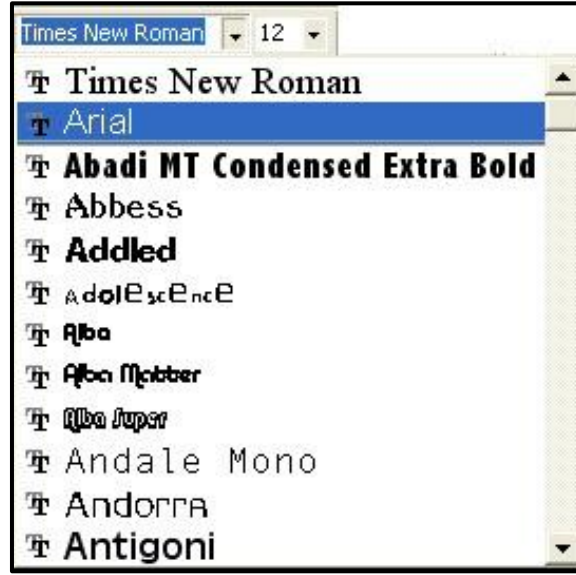 Times New Roman 12
Times New Roman
Arial
Abadi MT Condensed Extra Bold
Abbess
Addled
Adolescence
Alba
Alba Matter
Alba Super
Andale Mono
Andorra
Antigoni